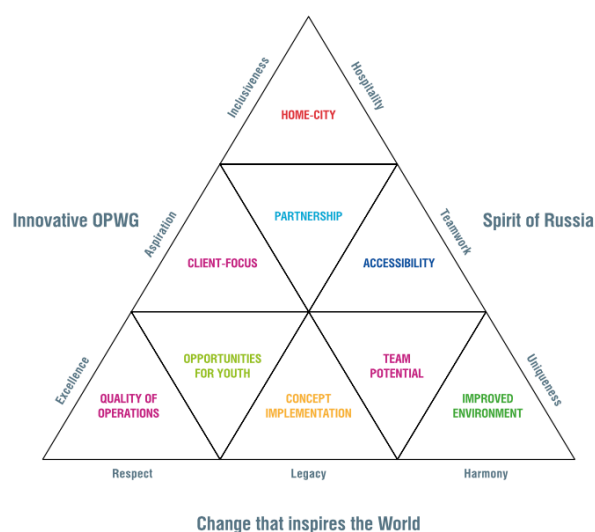 Inclusiveness
Hospitality
HOME-CITY
Innovative OPWG
Aspiration
PARTNERSHIP
Teamwork
Spirit of Russia
CLIENT-FOCUS
ACCESSIBILITY
Excellence
OPPORTUNITIES
FOR YOUTH
TEAM
POTENTIAL
Uniqueness
QUALITY OF
OPERATIONS
CONCEPT
IMPLEMENTATION
IMPROVED
ENVIRONMENT
Respect
Legacy
Harmony
Change that inspires the World